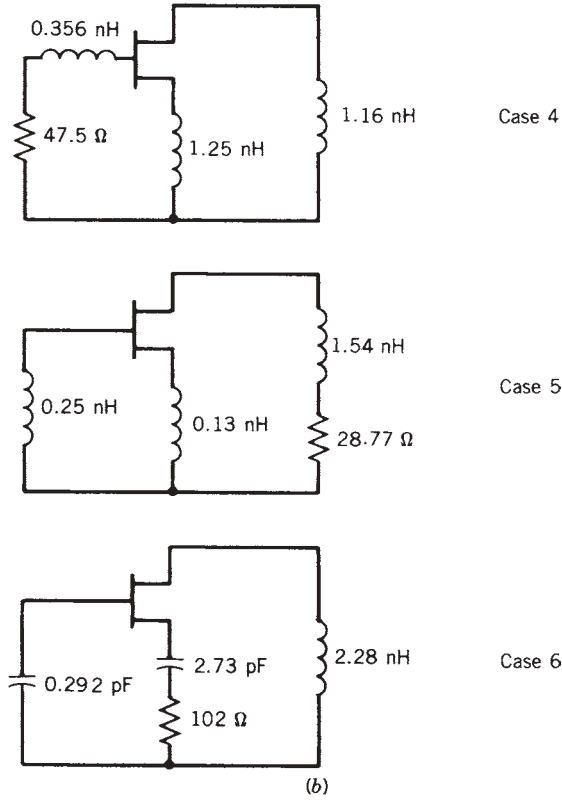 0.356 nH
47.5 Ω
1.25 nH
1.16 nH
Case 4
0.25 nH
0.13 nH
1.54 nH
28.77 Ω
Case 5
0.292 pF
2.73 pF
102 Ω
2.28 nH
Case 6
(b)